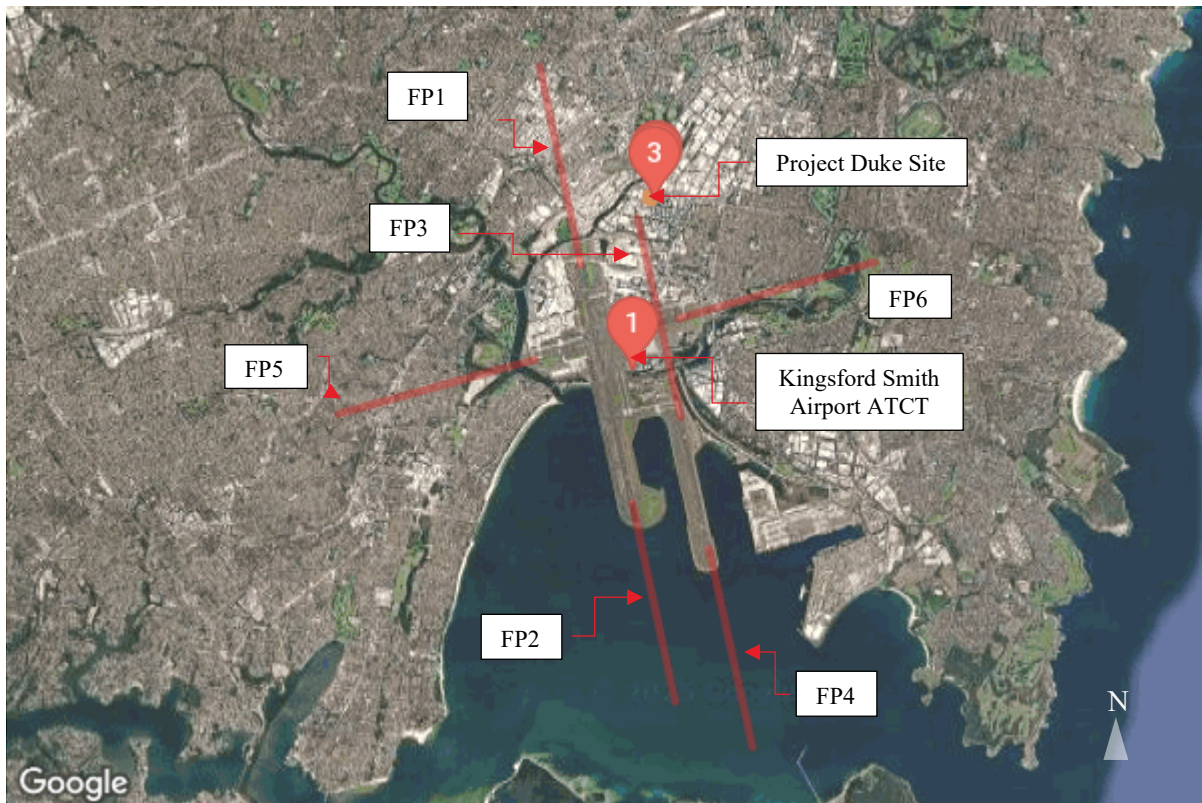 FP1
3
Project Duke Site
FP3
FP6
1
FP5
Kingsford Smith
Airport ATCT
FP2
FP4
N
Google